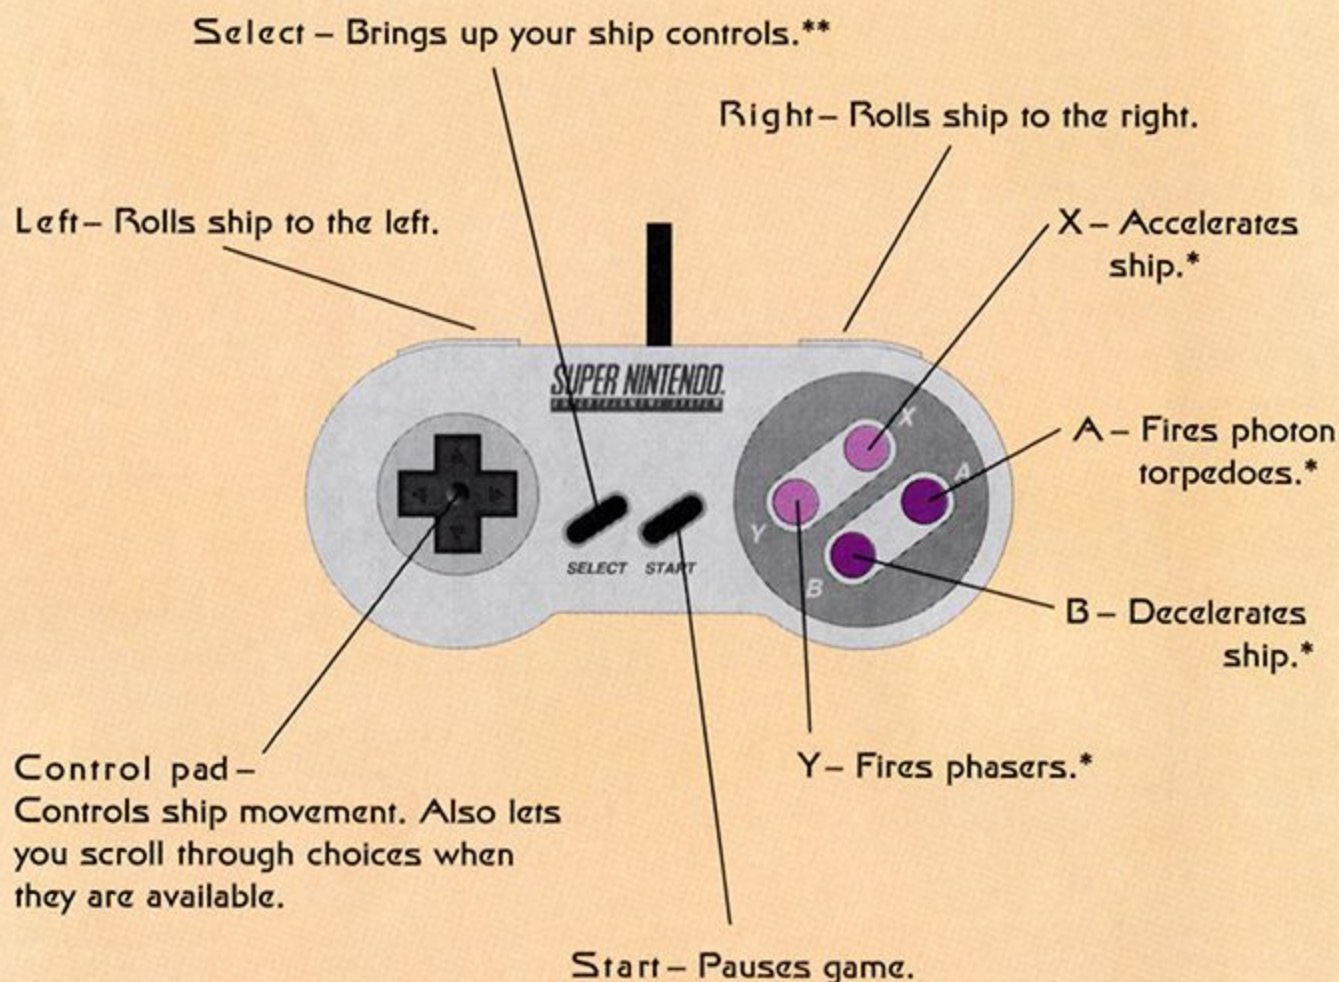 Select – Brings up your ship controls.**
Right – Rolls ship to the right.
Left – Rolls ship to the left.
X – Accelerates
ship.*
SUPER NINTENDO
ENTERTAINMENT SYSTEM
X
A – Fires photon
torpedoes.*
A
Y
SELECT START
B
B – Decelerates
ship.*
Y – Fires phasers.*
Control pad –
Controls ship movement. Also lets
you scroll through choices when
they are available.
Start – Pauses game.